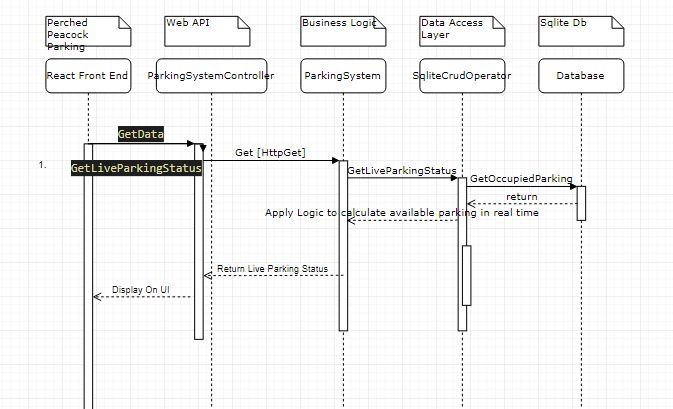 Perched
Peacock
Parking
Web API
Business Logic
Data Access
Layer
Sqlite Db
React Front End
ParkingSystemController
ParkingSystem
SqliteCrudOperator
Database
GetData
1.
GetLiveParkingStatus
Get [HttpGet]
GetLiveParkingStatus
GetOccupiedParking
return
Apply Logic to calculate available parking in real time
Return Live Parking Status
Display On UI